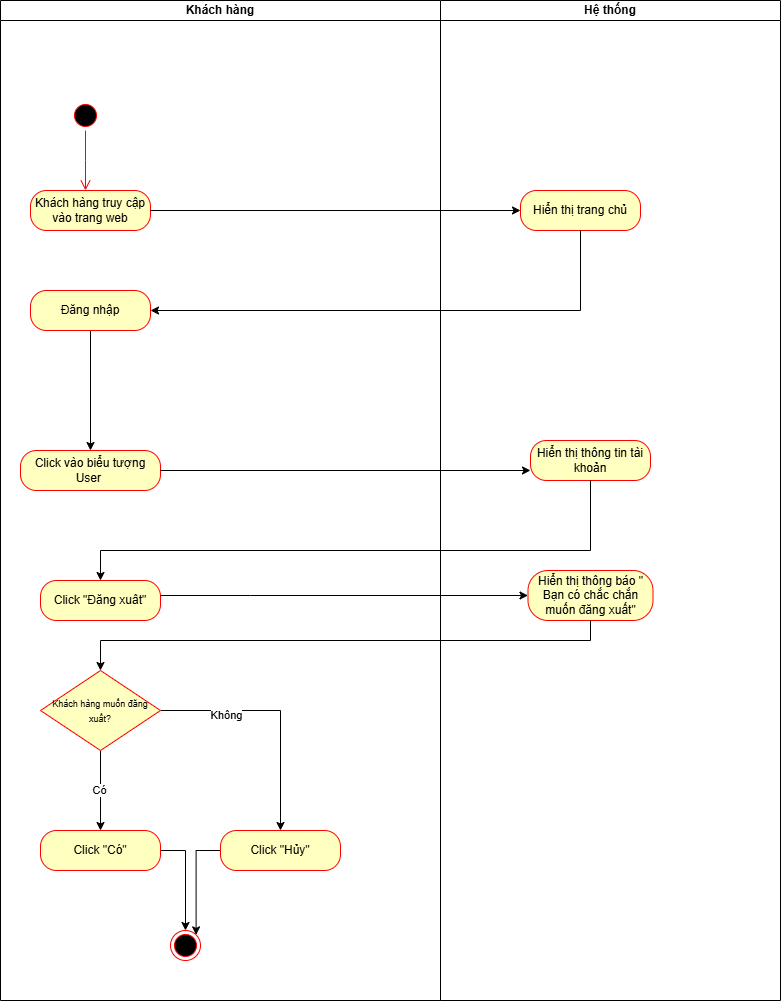 Khách hàng
Hệ thống
Khách hàng truy cập
vào trang web
Hiển thị trang chủ
Đăng nhập
Click vào biểu tượng
User
Hiển thị thông tin tài
khoản
Click "Đăng xuât"
Hiển thị thông báo "
Bạn có chắc chắn
muốn đăng xuất"
Khách hàng muốn đăng
xuất?
Không
Có
Click "Có"
Click "Hủy"